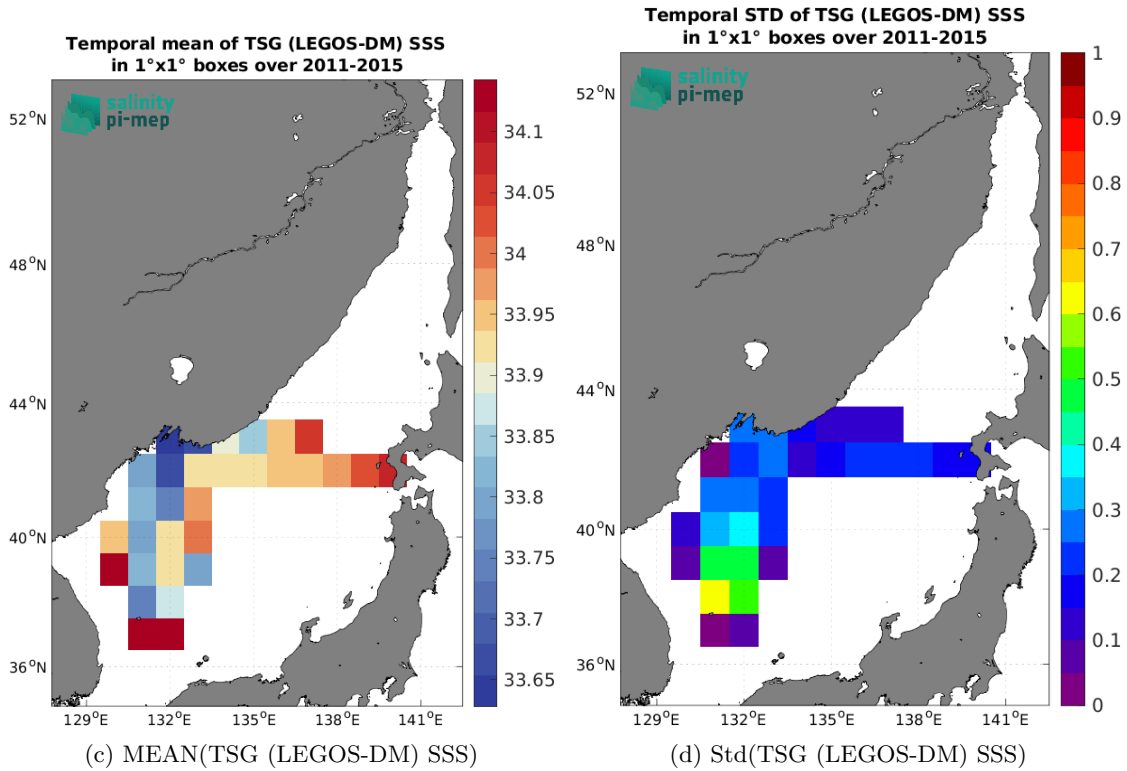 Temporal mean of TSG (LEGOS-DM) SSS
in 1°x1° boxes over 2011-2015
salinity
pi-mep
52°N
48°N
44°N
40°N
36°N
129°E
132°E
135°E
138°E
141°E
34.1
34.05
34
33.95
33.9
33.85
33.8
33.75
33.7
33.65
(c) MEAN(TSG (LEGOS-DM) SSS)
Temporal STD of TSG (LEGOS-DM) SSS
in 1°x1° boxes over 2011-2015
salinity
pi-mep
52°N
48°N
44°N
40°N
36°N
129°E
132°E
135°E
138°E
141°E
1
0.9
0.8
0.7
0.6
0.5
0.4
0.3
0.2
0.1
0
(d) Std(TSG (LEGOS-DM) SSS)